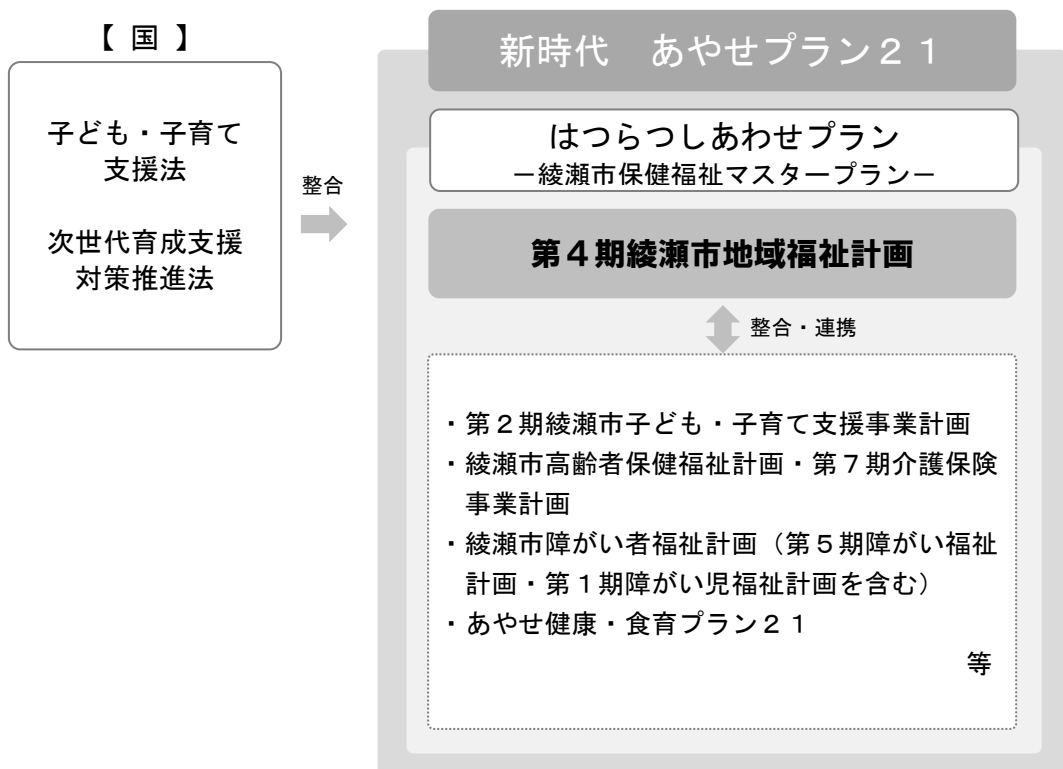 【 国 】
子ども・子育て
支援法
次世代育成支援
対策推進法
整合
新時代　あやせプラン２１
はつらつしあわせプラン
－綾瀬市保健福祉マスタープラン－
第４期綾瀬市地域福祉計画
整合・連携
・第２期綾瀬市子ども・子育て支援事業計画
・綾瀬市高齢者保健福祉計画・第７期介護保険
事業計画
・綾瀬市障がい者福祉計画（第５期障がい福祉
計画・第１期障がい児福祉計画を含む）
・あやせ健康・食育プラン２１
等